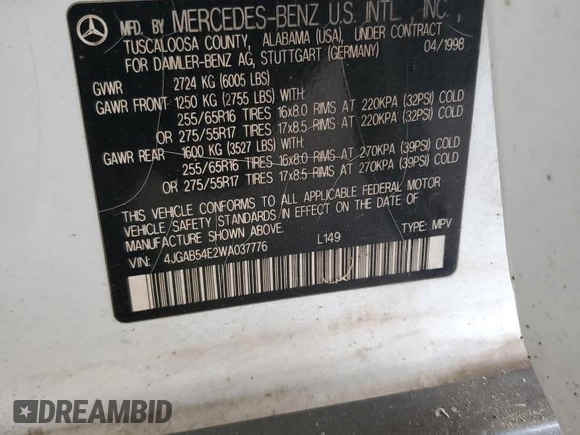 MFD. BY MERCEDES-BENZ U.S. INTL., INC.,
TUSCALOOSA COUNTY, ALABAMA (USA), UNDER CONTRACT
FOR DAIMLER-BENZ AG, STUTTGART (GERMANY) 04/1998
GVWR 2724 KG (6005 LBS)
GAWR FRONT 1250 KG (2755 LBS) WITH:
255/65R16 TIRES 16x8.0 RIMS AT 220KPA (32PSI) COLD
OR 275/55R17 TIRES 17x8.5 RIMS AT 220KPA (32PSI) COLD
GAWR REAR 1600 KG (3527 LBS) WITH:
255/65R16 TIRES 16x8.0 RIMS AT 270KPA (39PSI) COLD
OR 275/55R17 TIRES 17x8.5 RIMS AT 270KPA (39PSI) COLD
THIS VEHICLE CONFORMS TO ALL APPLICABLE FEDERAL MOTOR
VEHICLE SAFETY STANDARDS IN EFFECT ON THE DATE OF
MANUFACTURE SHOWN ABOVE.
VIN: 4JGAB54E2WA037776 L149 TYPE: MPV
DREAMBID